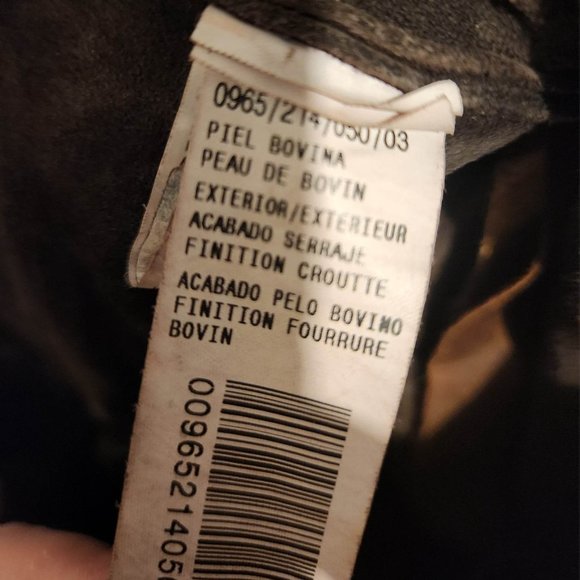 0965/214/050/03
PIEL BOVINA
PEAU DE BOVIN
EXTERIOR/EXTERIEUR
ACABADO SERRAJE
FINITION CROUTTE
ACABADO PELO BOVINO
FINITION FOURRURE
BOVIN
0096521405